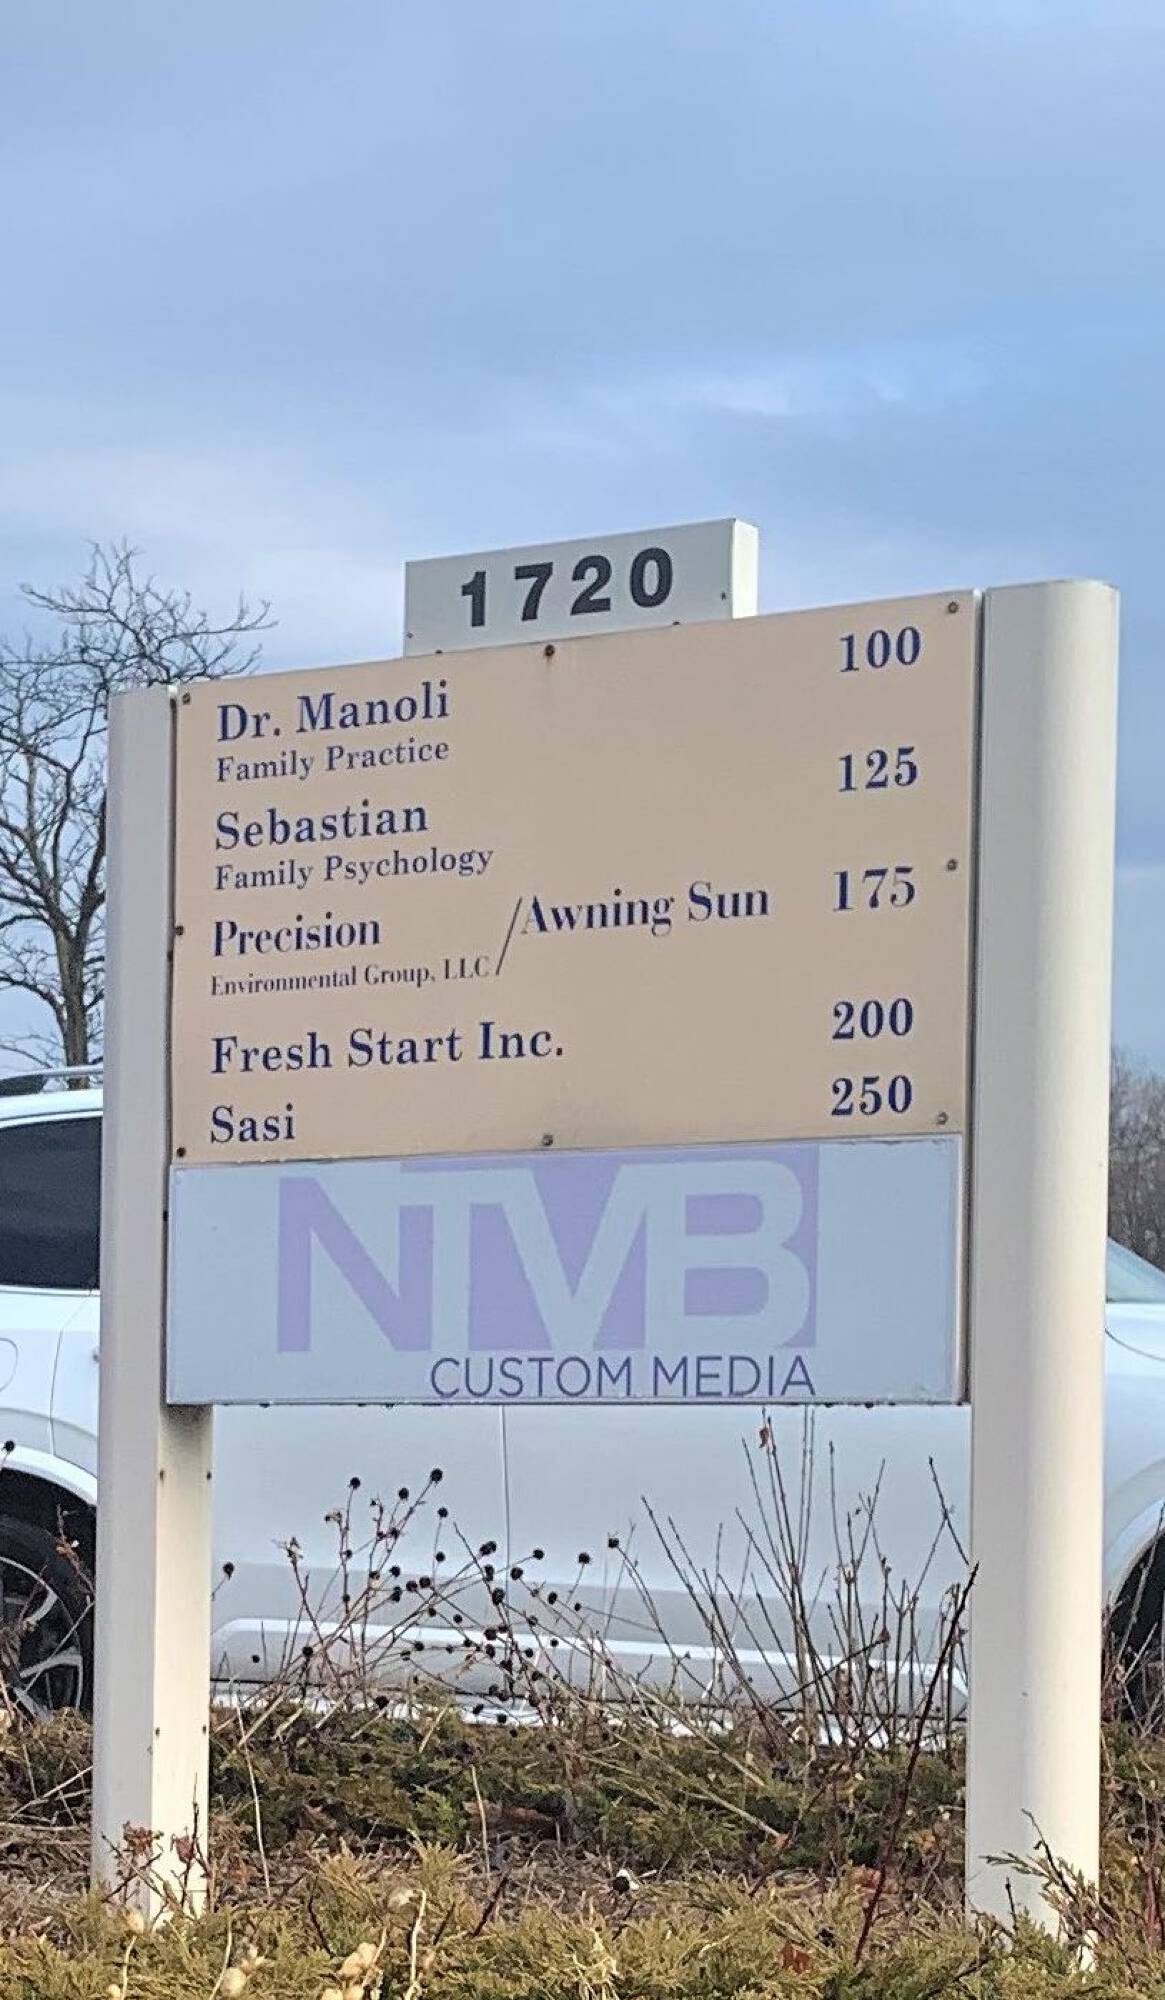 1720
Dr. Manoli 100
Family Practice
Sebastian 125
Family Psychology
Precision /Awning Sun 175
Environmental Group, LLC
Fresh Start Inc. 200
Sasi 250
NTVB
CUSTOM MEDIA